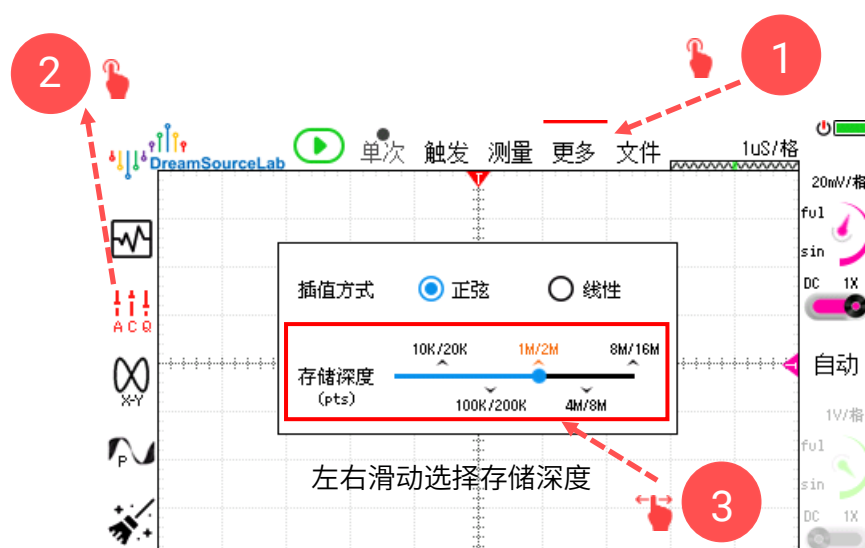 1
2
DreamSourceLab
单次 触发 测量 更多 文件
1uS/格
T
20mV/格
ful
sin
DC 1X
插值方式 正弦 线性
ACQ
10K/20K 1M/2M 8M/16M
存储深度
(pts)
100K/200K 4M/8M
自动
X-Y
1V/格
ful
P
左右滑动选择存储深度
sin
3
DC 1X